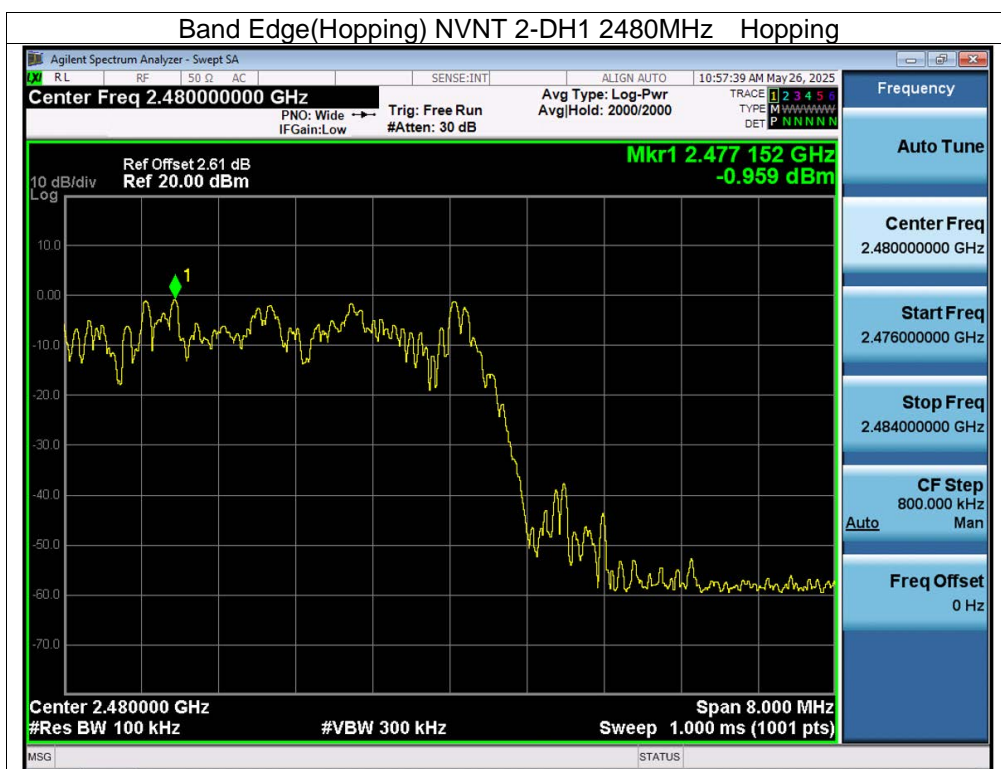 Band Edge(Hopping) NVNT 2-DH1 2480MHz Hopping
Agilent Spectrum Analyzer - Swept SA
LXI RL RF 50 Ω AC SENSE:INT ALIGN AUTO 10:57:39 AM May 26, 2025
Center Freq 2.480000000 GHz
PNO: Wide
IFGain:Low
Trig: Free Run
#Atten: 30 dB
Avg Type: Log-Pwr
Avg|Hold: 2000/2000
TRACE 1 2 3 4 5 6
TYPE M WWWWW
DET P N N N N N
Mkr1 2.477 152 GHz
-0.959 dBm
Ref Offset 2.61 dB
10 dB/div Ref 20.00 dBm
Log
10.0
0.00
-10.0
-20.0
-30.0
-40.0
-50.0
-60.0
-70.0
1
Center 2.480000 GHz Span 8.000 MHz
#Res BW 100 kHz #VBW 300 kHz Sweep 1.000 ms (1001 pts)
MSG STATUS
Frequency
Auto Tune
Center Freq
2.480000000 GHz
Start Freq
2.476000000 GHz
Stop Freq
2.484000000 GHz
CF Step
800.000 kHz
Auto Man
Freq Offset
0 Hz